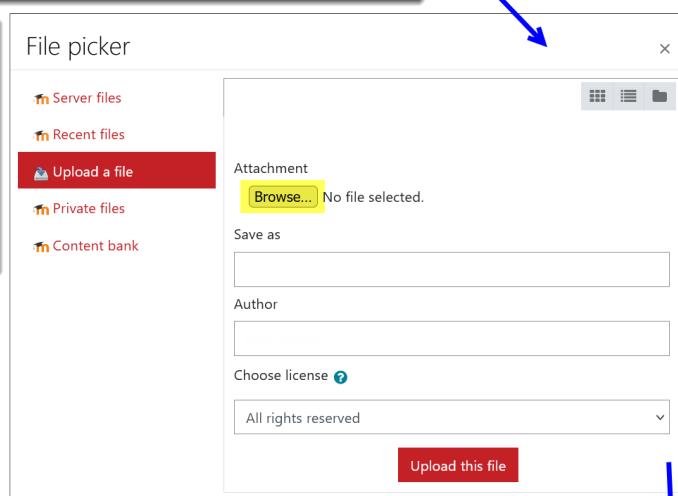 File picker
×
Server files
Recent files
Upload a file
Private files
Content bank
Attachment
Browse... No file selected.
Save as
Author
Choose license ?
All rights reserved
Upload this file